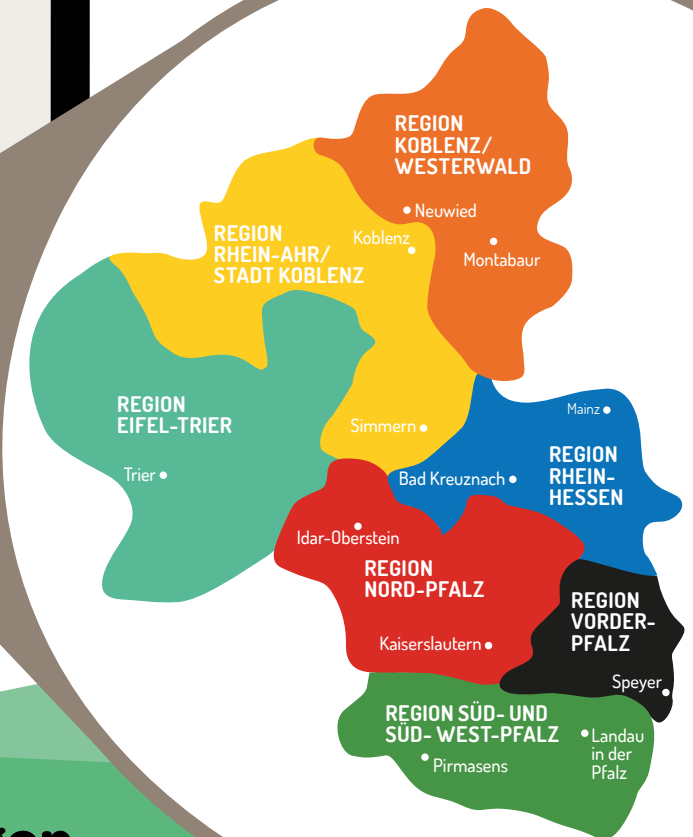 REGION
KOBLENZ/
WESTERWALD
Neuwied
Montabaur
REGION
RHEIN-AHR/
STADT KOBLENZ
Koblenz
Simmern
REGION
EIFEL-TRIER
Trier
Mainz
REGION
RHEIN-
HESSEN
Bad Kreuznach
Idar-Oberstein
REGION
NORD-PFALZ
Kaiserslautern
REGION
VORDER-
PFALZ
Speyer
REGION SÜD- UND
SÜD- WEST-PFALZ
Landau
in der
Pfalz
Pirmasens